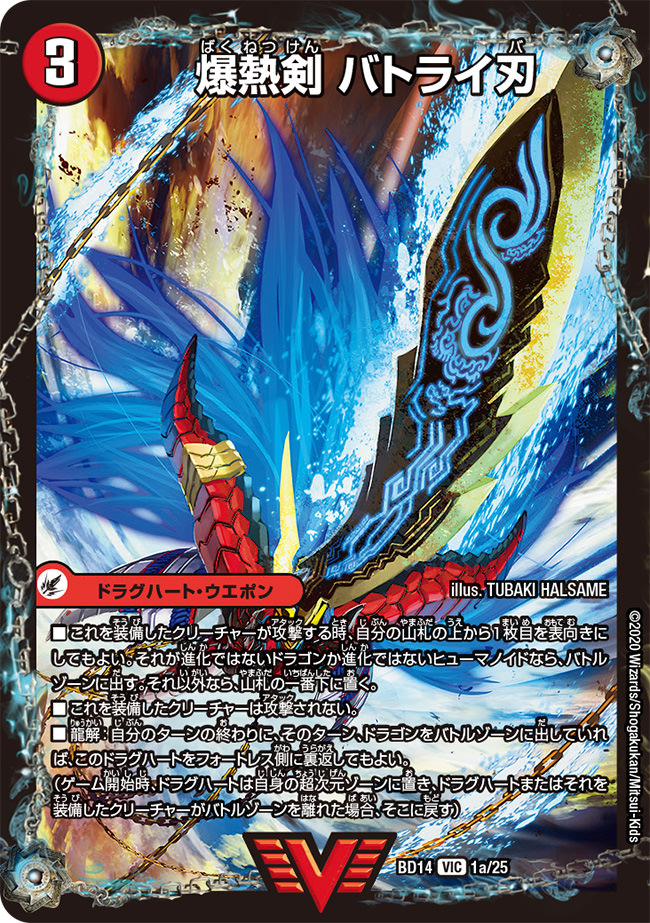 3
爆熱剣 バトライ刃
ドラグハート・ウエポン
illus. TUBAKI HALSAME
■ これを装備したクリーチャーが攻撃する時、自分の山札の上から1枚目を表向きに
してもよい。それが進化ではないドラゴンか進化ではないヒューマノイドなら、バトル
ゾーンに出す。それ以外なら、山札の一番下に置く。
■ これを装備したクリーチャーは攻撃されない。
■ 龍解:自分のターンの終わりに、そのターン、ドラゴンをバトルゾーンに出していれ
ば、このドラグハートをフォートレス側に裏返してもよい。
(ゲーム開始時、ドラグハートは自身の超次元ゾーンに置き、ドラグハートまたはそれを
装備したクリーチャーがバトルゾーンを離れた場合、そこに戻す)
BD14 VIC 1a/25
©2020 Wizards/Shogakukan/Mitsui-Kids